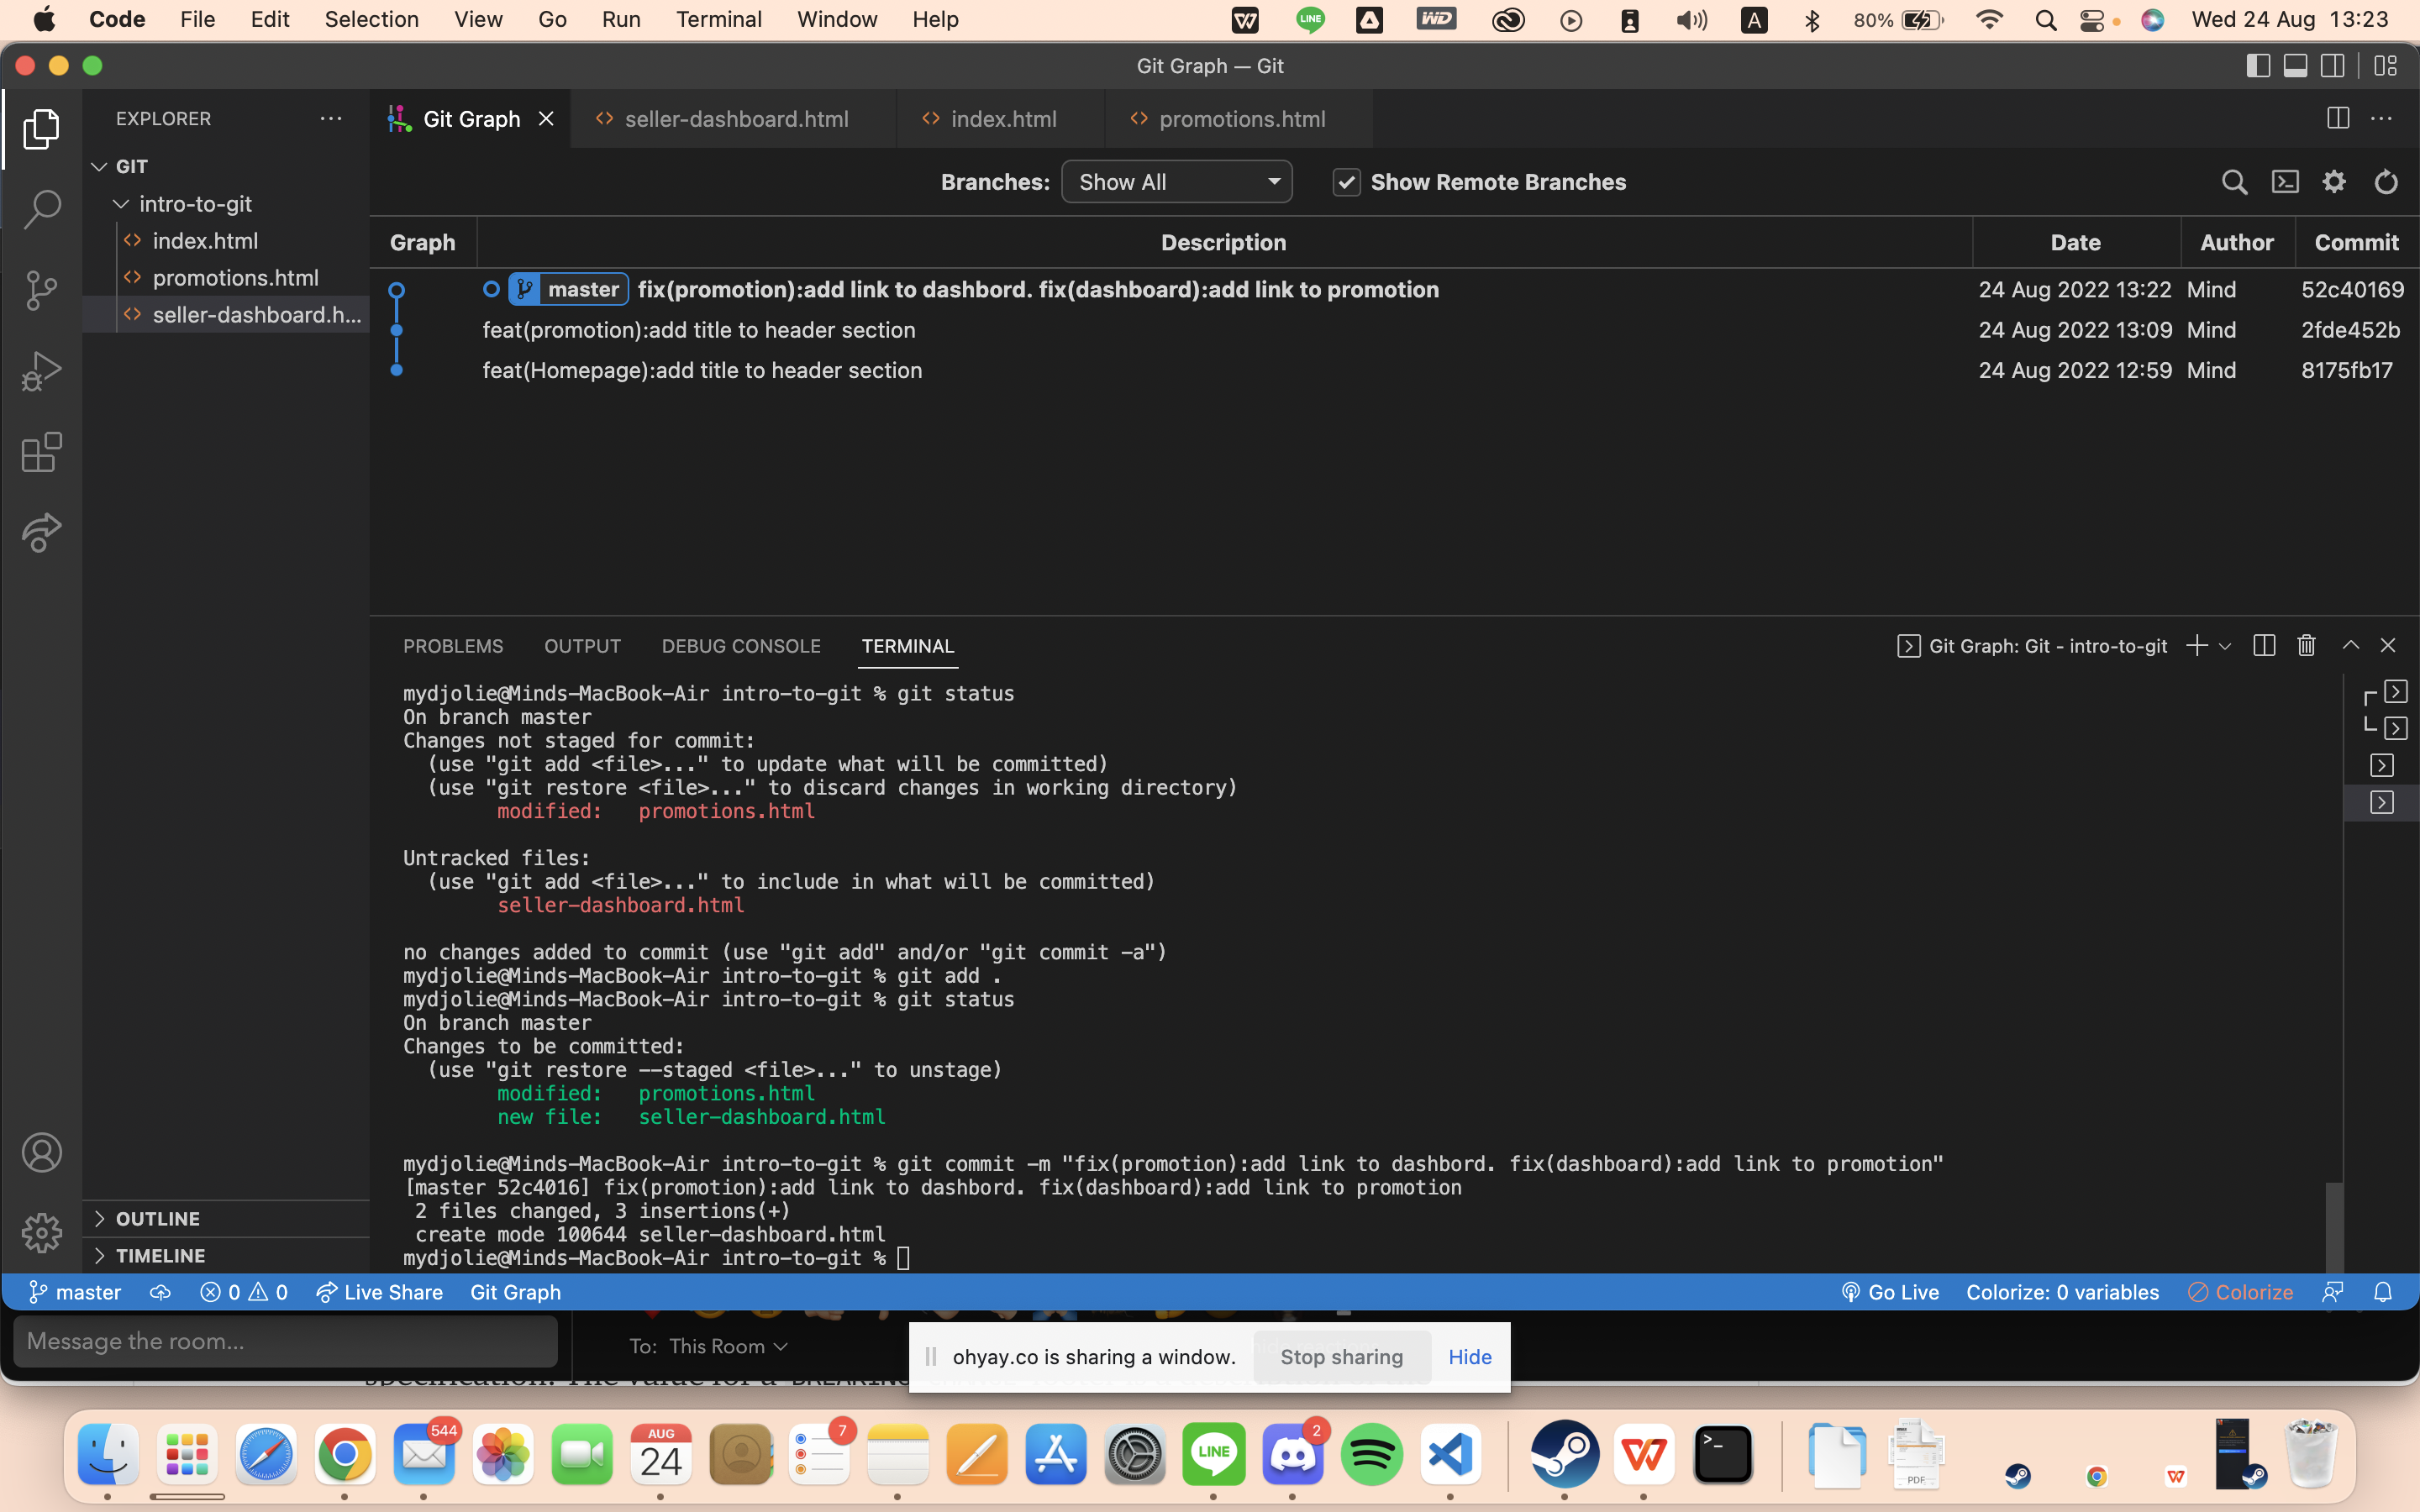 Code File Edit Selection View Go Run Terminal Window Help
LINE WD A 80% Wed 24 Aug 13:23
Git Graph — Git
EXPLORER
Git Graph
seller-dashboard.html
index.html
promotions.html
GIT
intro-to-git
index.html
promotions.html
seller-dashboard.h...
Branches: Show All Show Remote Branches
Graph Description Date Author Commit
master fix(promotion):add link to dashbord. fix(dashboard):add link to promotion 24 Aug 2022 13:22 Mind 52c40169
feat(promotion):add title to header section 24 Aug 2022 13:09 Mind 2fde452b
feat(Homepage):add title to header section 24 Aug 2022 12:59 Mind 8175fb17
PROBLEMS OUTPUT DEBUG CONSOLE TERMINAL
Git Graph: Git - intro-to-git
mydjolie@Minds-MacBook-Air intro-to-git % git status
On branch master
Changes not staged for commit:
(use "git add <file>..." to update what will be committed)
(use "git restore <file>..." to discard changes in working directory)
modified: promotions.html
Untracked files:
(use "git add <file>..." to include in what will be committed)
seller-dashboard.html
no changes added to commit (use "git add" and/or "git commit -a")
mydjolie@Minds-MacBook-Air intro-to-git % git add .
mydjolie@Minds-MacBook-Air intro-to-git % git status
On branch master
Changes to be committed:
(use "git restore --staged <file>..." to unstage)
modified: promotions.html
new file: seller-dashboard.html
mydjolie@Minds-MacBook-Air intro-to-git % git commit -m "fix(promotion):add link to dashbord. fix(dashboard):add link to promotion"
[master 52c4016] fix(promotion):add link to dashbord. fix(dashboard):add link to promotion
2 files changed, 3 insertions(+)
create mode 100644 seller-dashboard.html
mydjolie@Minds-MacBook-Air intro-to-git %
OUTLINE
TIMELINE
master 0 0 Live Share Git Graph
Go Live Colorize: 0 variables Colorize
Message the room...
To: This Room
ohyay.co is sharing a window. Stop sharing Hide
544
AUG
24
7
LINE
2
PDF